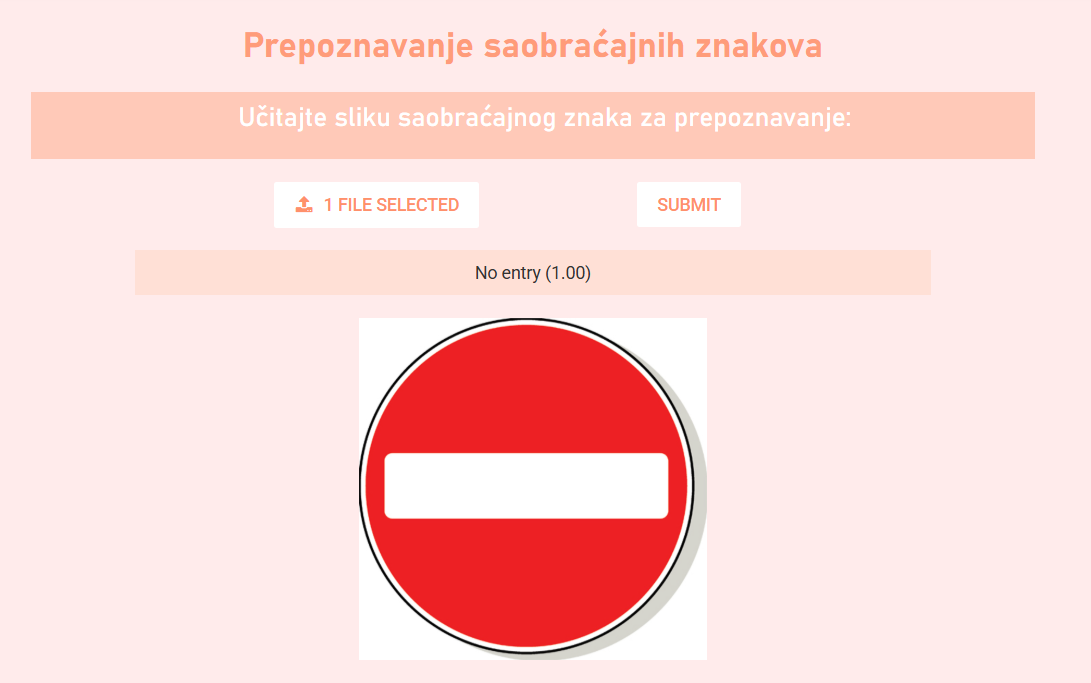 Prepoznavanje saobraćajnih znakova
Učitajte sliku saobraćajnog znaka za prepoznavanje:
1 FILE SELECTED
SUBMIT
No entry (1.00)